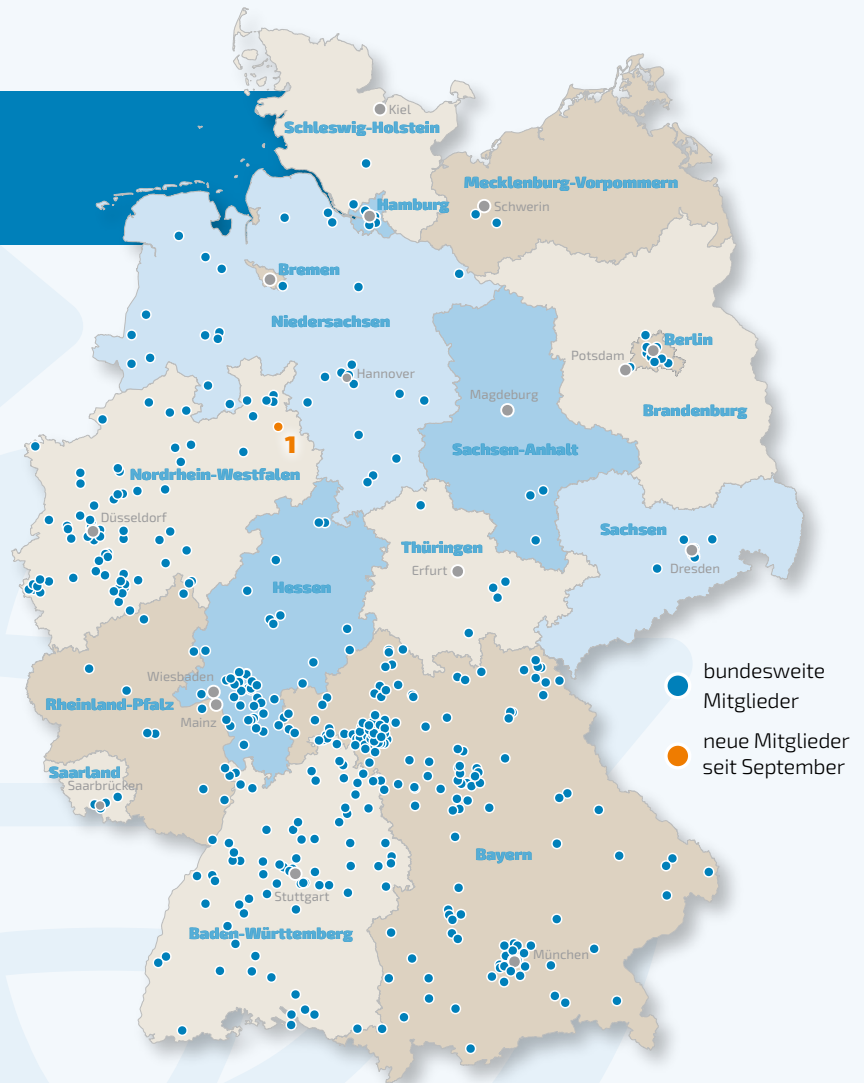 Kiel
Schleswig-Holstein
Mecklenburg-Vorpommern
Hamburg
Schwerin
Bremen
Niedersachsen
Berlin
Potsdam
Hannover
Magdeburg
Brandenburg
1
Sachsen-Anhalt
Nordrhein-Westfalen
Düsseldorf
Sachsen
Thüringen
Erfurt
Dresden
Hessen
bundesweite
Mitglieder
Wiesbaden
Rheinland-Pfalz
Mainz
neue Mitglieder
seit September
Saarland
Saarbrücken
Bayern
Stuttgart
Baden-Württemberg
München